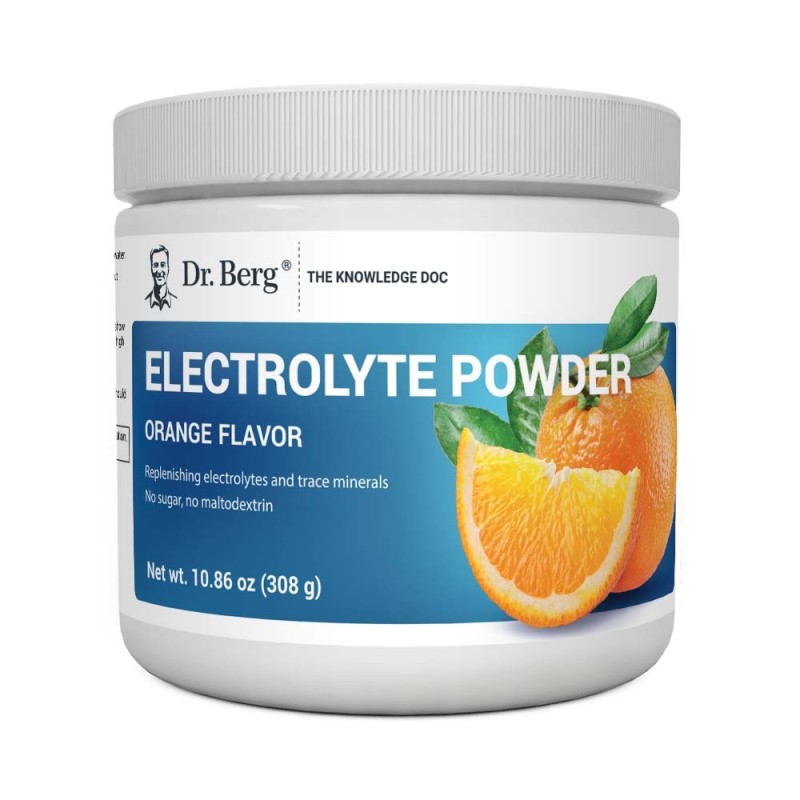 Dr. Berg®
THE KNOWLEDGE DOC
ELECTROLYTE POWDER
ORANGE FLAVOR
Replenishing electrolytes and trace minerals
No sugar, no maltodextrin
Net wt. 10.86 oz (308 g)